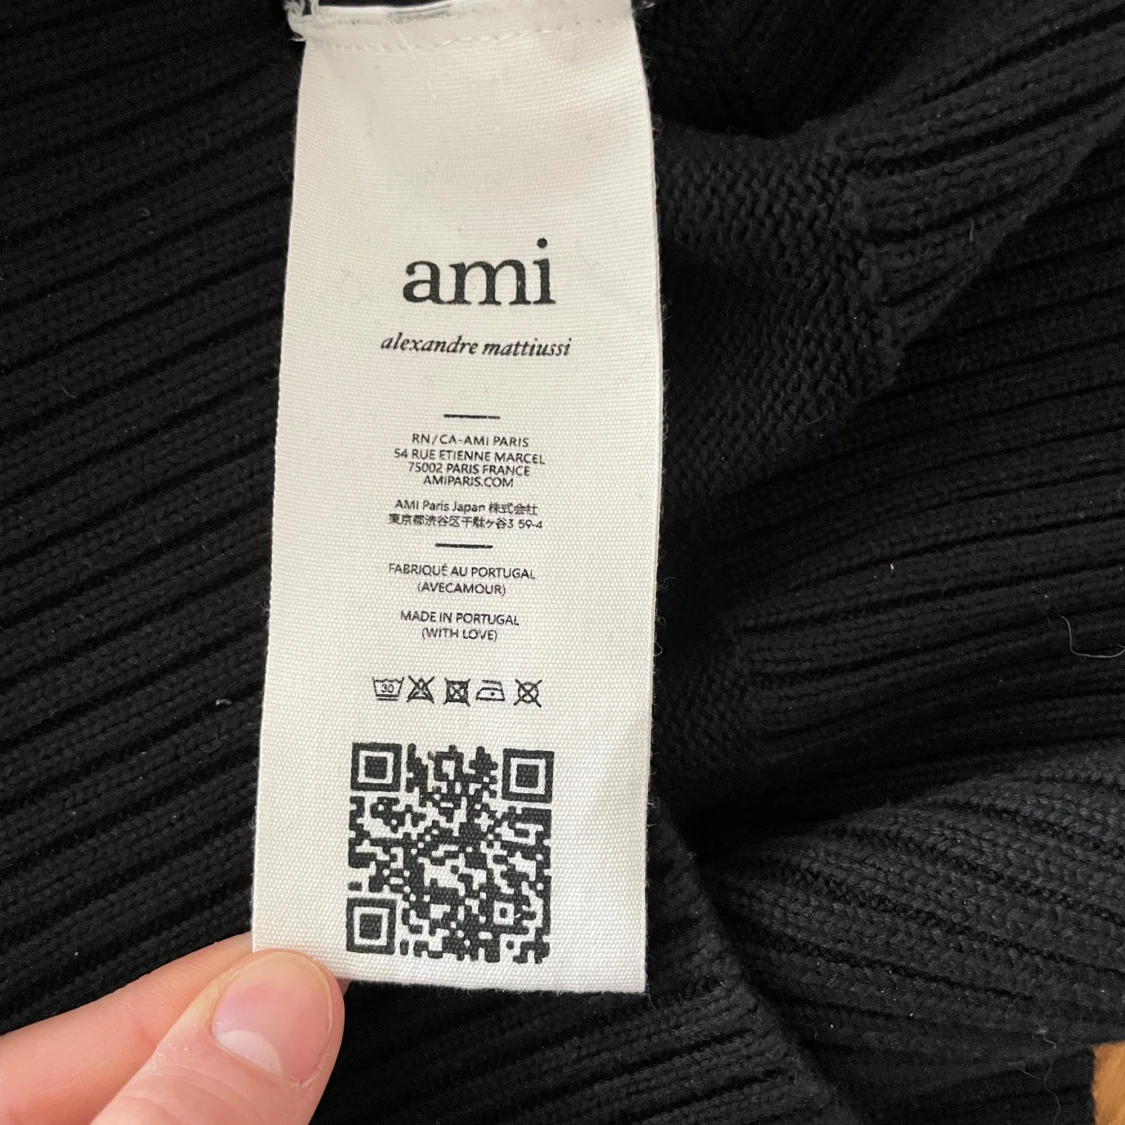 ami
alexandre mattiussi
RN/CA-AMI PARIS
54 RUE ETIENNE MARCEL
75002 PARIS FRANCE
AMIPARIS.COM
AMI Paris Japan 株式会社
東京都渋谷区千駄ヶ谷3 59-4
FABRIQUÉ AU PORTUGAL
(AVECAMOUR)
MADE IN PORTUGAL
(WITH LOVE)
30